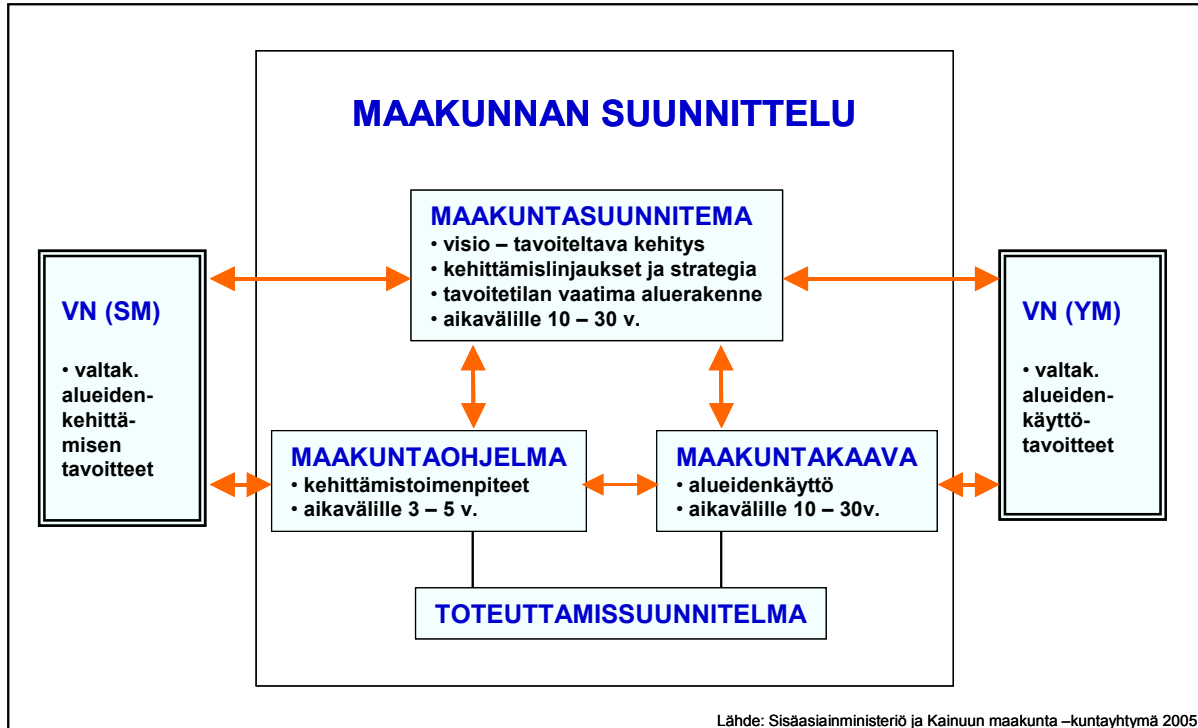 MAAKUNNAN SUUNNITTELU
MAAKUNTASUUNNITEMA
• visio – tavoiteltava kehitys
• kehittämislinjaukset ja strategia
• tavoitetilan vaatima aluerakenne
• aikavälille 10 – 30 v.
VN (SM)
• valtak.
alueiden-
kehittä-
misen
tavoitteet
VN (YM)
• valtak.
alueiden-
käyttö-
tavoitteet
MAAKUNTAOHJELMA
• kehittämistoimenpiteet
• aikavälille 3 – 5 v.
MAAKUNTAKAAVA
• alueidenkäyttö
• aikavälille 10 – 30v.
TOTEUTTAMISSUUNNITELMA
Lähde: Sisäasiainministeriö ja Kainuun maakunta –kuntayhtymä 2005